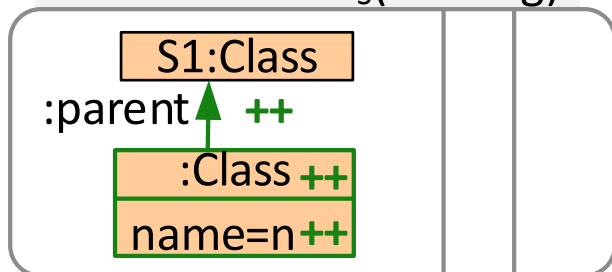 S1:Class
:parent ++
:Class ++
name=n++